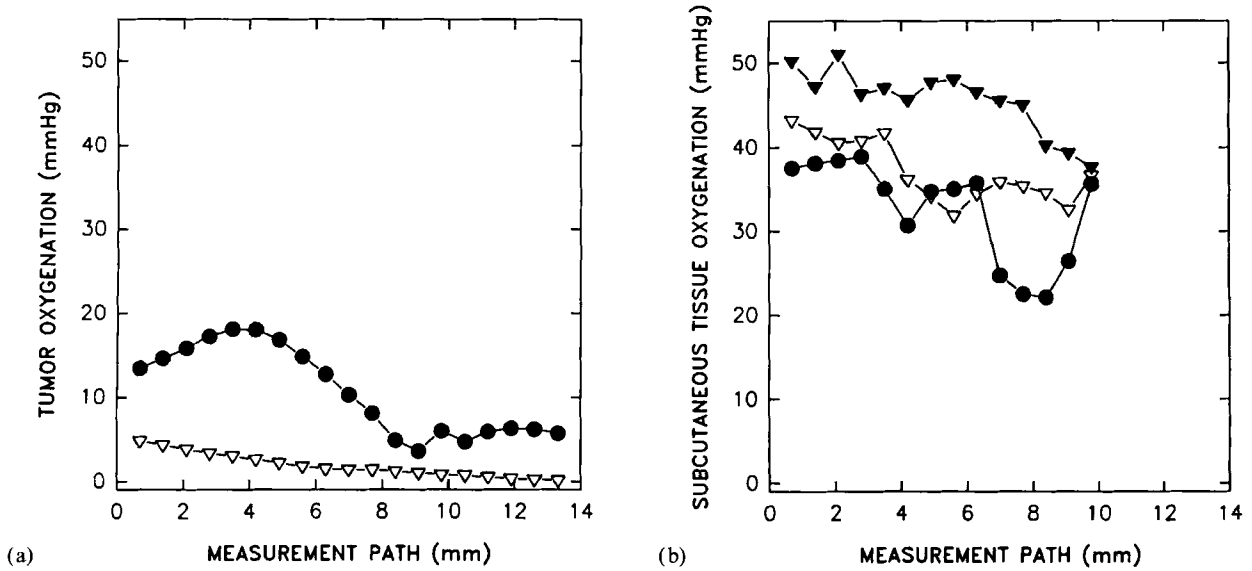 TUMOR OXYGENATION (mmHg)
50
40
30
20
10
0
0 2 4 6 8 10 12 14
MEASUREMENT PATH (mm)
(a)
SUBCUTANEOUS TISSUE OXYGENATION (mmHg)
50
40
30
20
10
0
0 2 4 6 8 10 12 14
MEASUREMENT PATH (mm)
(b)